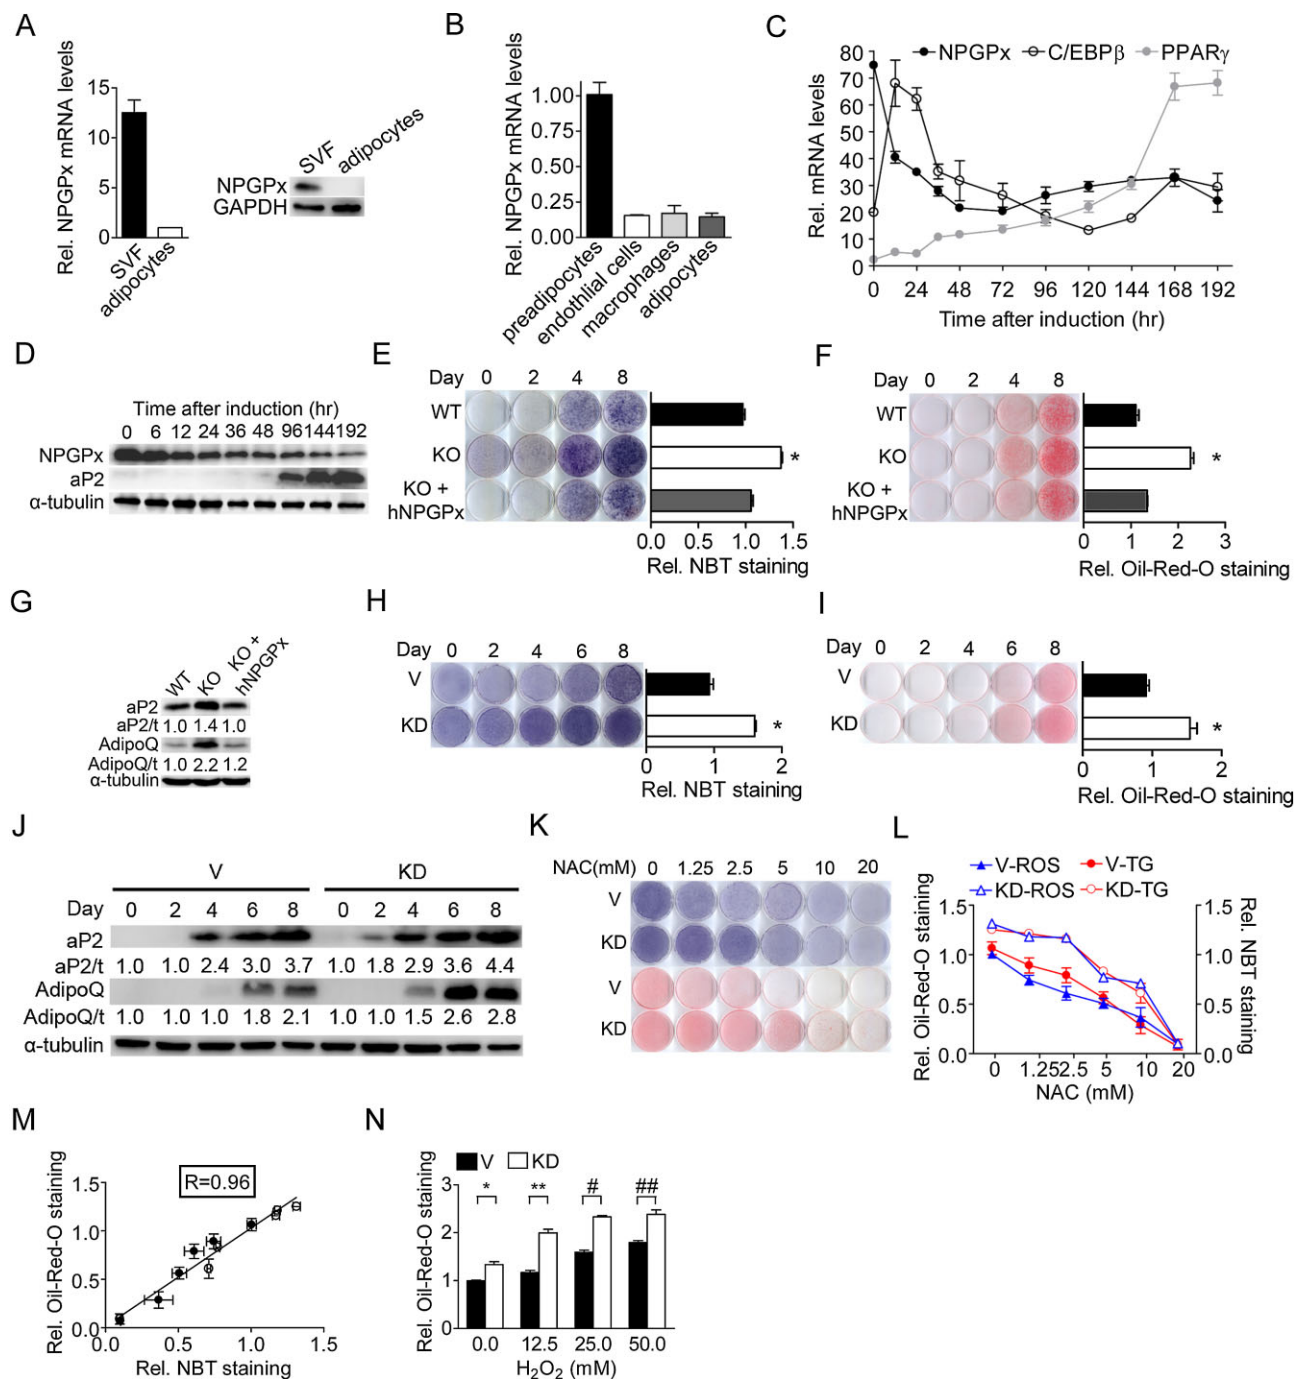 A
Rel. NPGPx mRNA levels
15
10
5
0
SVF
adipocytes
SVF
adipocytes
NPGPx
GAPDH
B
Rel. NPGPx mRNA levels
1.00
0.75
0.50
0.25
0.00
preadipocytes
endothlial cells
macrophages
adipocytes
C
NPGPx C/EBPβ PPARγ
Rel. mRNA levels
80
70
60
50
40
30
20
10
0
0 24 48 72 96 120 144 168 192
Time after induction (hr)
D
Time after induction (hr)
0 6 12 24 36 48 96 144 192
NPGPx
aP2
α-tubulin
E
Day 0 2 4 8
WT
KO
KO +
hNPGPx
*
0.0 0.5 1.0 1.5
Rel. NBT staining
F
Day 0 2 4 8
WT
KO
KO +
hNPGPx
*
0 1 2 3
Rel. Oil-Red-O staining
G
WT KO KO +
hNPGPx
aP2
aP2/t 1.0 1.4 1.0
AdipoQ
AdipoQ/t 1.0 2.2 1.2
α-tubulin
H
Day 0 2 4 6 8
V
KD
*
0 1 2
Rel. NBT staining
I
Day 0 2 4 6 8
V
KD
*
0 1 2
Rel. Oil-Red-O staining
J
V KD
Day 0 2 4 6 8 0 2 4 6 8
aP2
aP2/t 1.0 1.0 2.4 3.0 3.7 1.0 1.8 2.9 3.6 4.4
AdipoQ
AdipoQ/t 1.0 1.0 1.0 1.8 2.1 1.0 1.0 1.5 2.6 2.8
α-tubulin
K
NAC(mM) 0 1.25 2.5 5 10 20
V
KD
V
KD
L
V-ROS V-TG
KD-ROS KD-TG
Rel. Oil-Red-O staining
1.5
1.0
0.5
0.0
1.5
1.0
0.5
0.0
Rel. NBT staining
0 1.25 2.5 5 10 20
NAC (mM)
M
R=0.96
Rel. Oil-Red-O staining
1.5
1.0
0.5
0.0
0.0 0.5 1.0 1.5
Rel. NBT staining
N
V KD
Rel. Oil-Red-O staining
3
2
1
0
* ** # ##
0.0 12.5 25.0 50.0
H₂O₂ (mM)